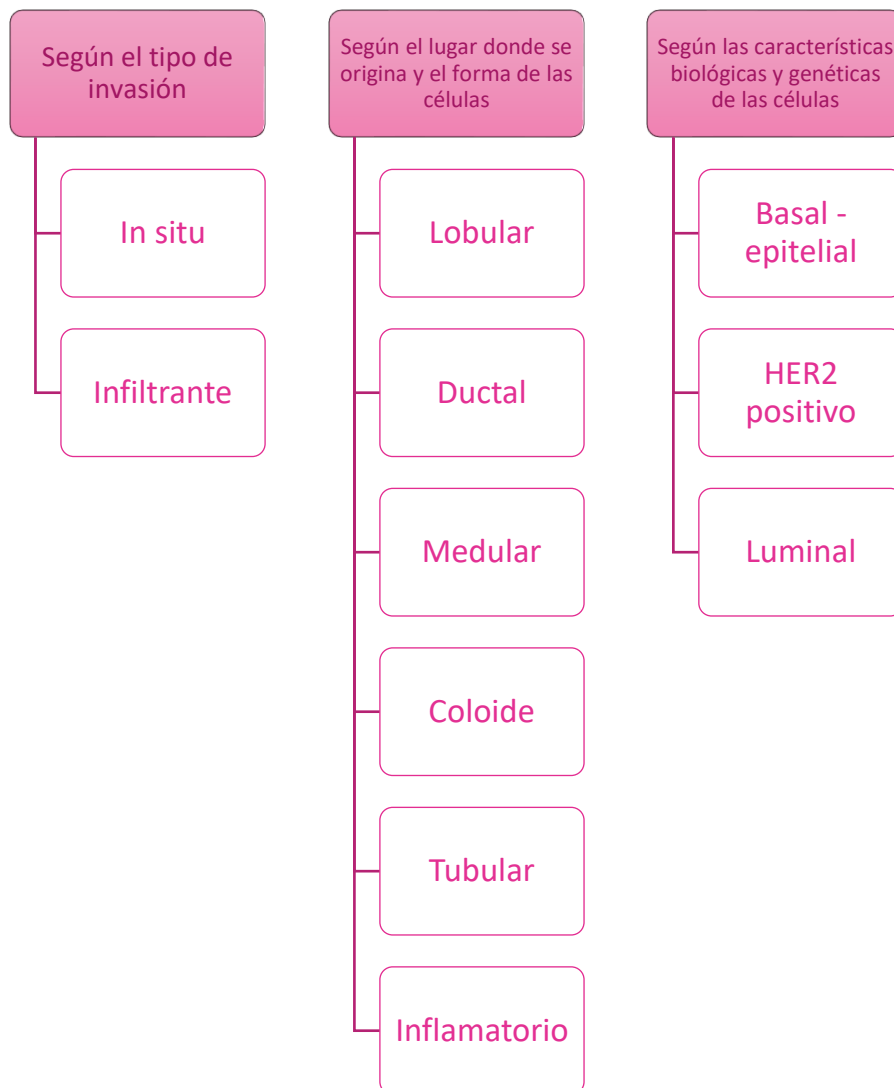 Según el tipo de
invasión
In situ
Infiltrante
Según el lugar donde se
origina y el forma de las
células
Lobular
Ductal
Medular
Coloide
Tubular
Inflamatorio
Según las características
biológicas y genéticas
de las células
Basal -
epitelial
HER2
positivo
Luminal